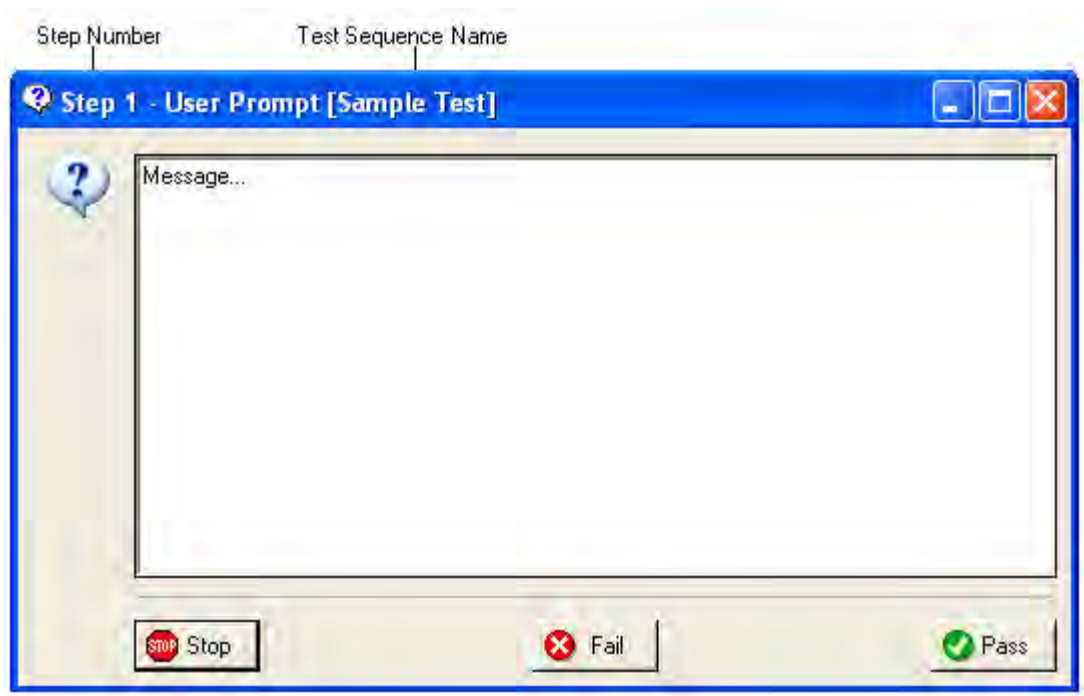 Step Number Test Sequence Name
Step 1 - User Prompt [Sample Test]
?
Message...
STOP Stop Fail Pass